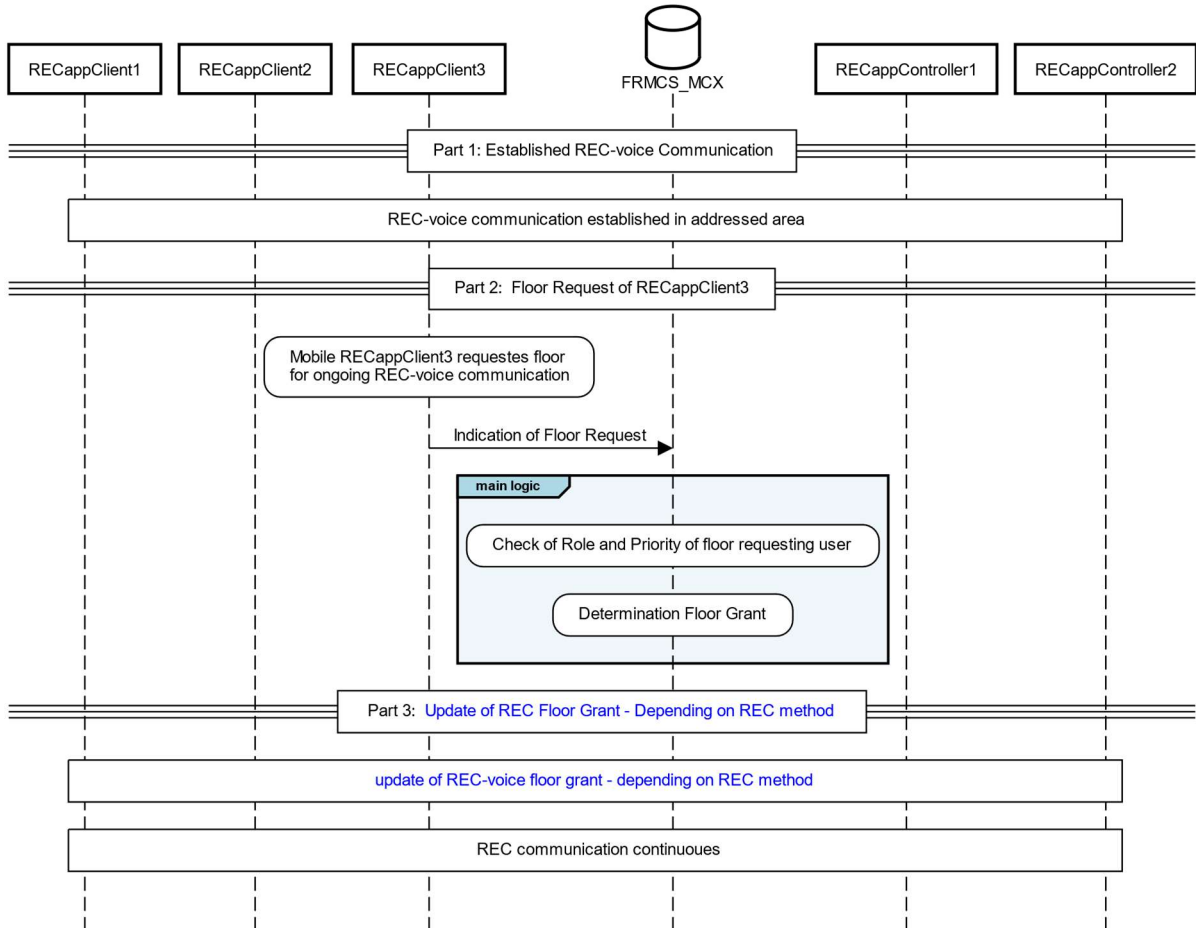 RECappClient1
RECappClient2
RECappClient3
FRMCS_MCX
RECappController1
RECappController2
Part 1: Established REC-voice Communication
REC-voice communication established in addressed area
Part 2:  Floor Request of RECappClient3
Mobile RECappClient3 requestes floor
for ongoing REC-voice communication
Indication of Floor Request
main logic
Check of Role and Priority of floor requesting user
Determination Floor Grant
Part 3:  Update of REC Floor Grant - Depending on REC method
update of REC-voice floor grant - depending on REC method
REC communication continuoues